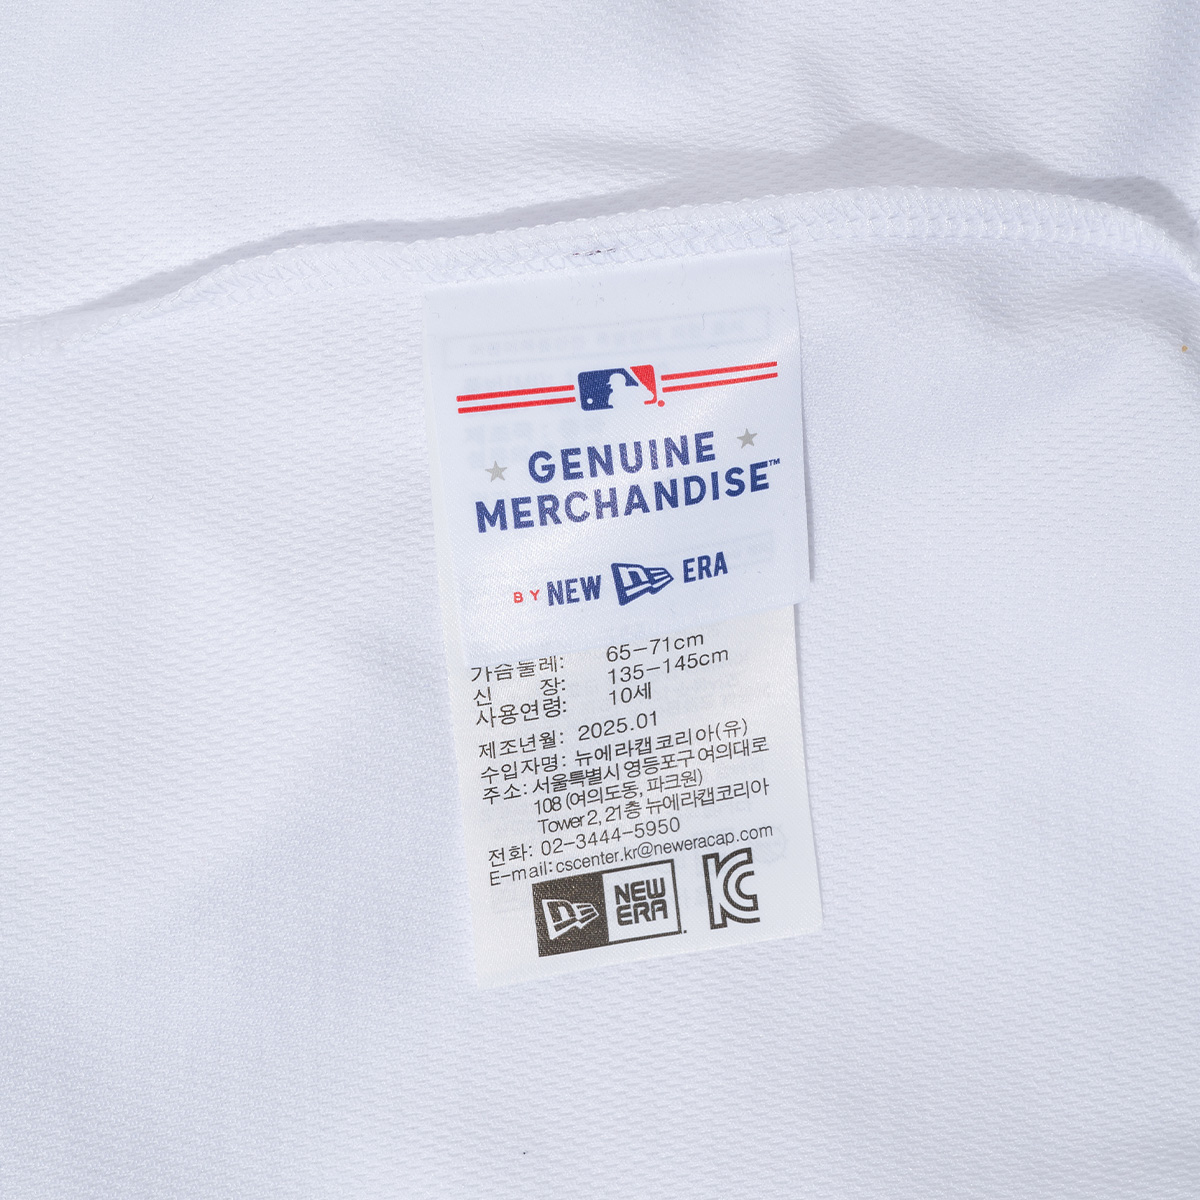 GENUINE
MERCHANDISE™
BY NEW ERA
가슴둘레: 65-71cm
신 장: 135-145cm
사용연령: 10세
제조년월: 2025.01
수입자명: 뉴에라캡코리아(유)
주소: 서울특별시 영등포구 여의대로
108 (여의도동, 파크원)
Tower 2, 21층 뉴에라캡코리아
전화: 02-3444-5950
E-mail: cscenter.kr@neweracap.com
NEW
ERA